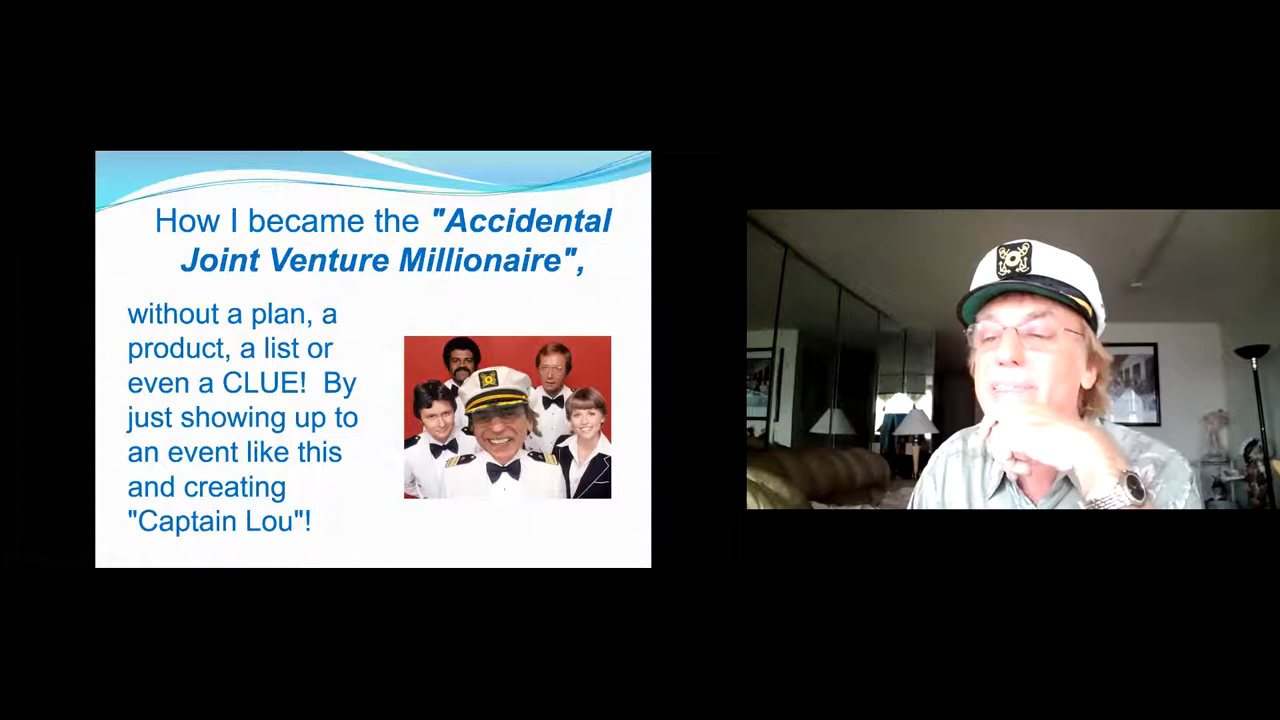 How I became the "Accidental
Joint Venture Millionaire",
without a plan, a
product, a list or
even a CLUE! By
just showing up to
an event like this
and creating
"Captain Lou"!